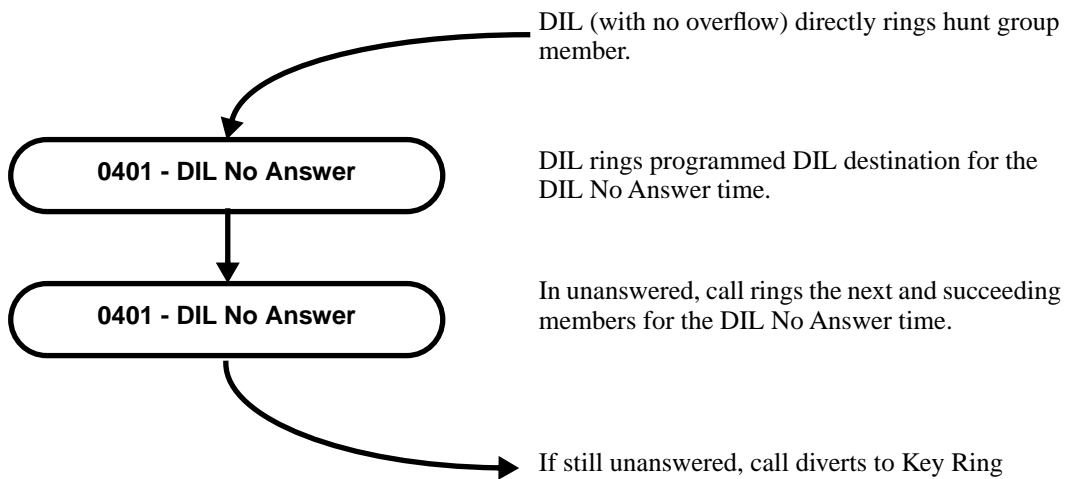 DIL (with no overflow) directly rings hunt group
member.
0401 - DIL No Answer
DIL rings programmed DIL destination for the
DIL No Answer time.
0401 - DIL No Answer
In unanswered, call rings the next and succeeding
members for the DIL No Answer time.
If still unanswered, call diverts to Key Ring